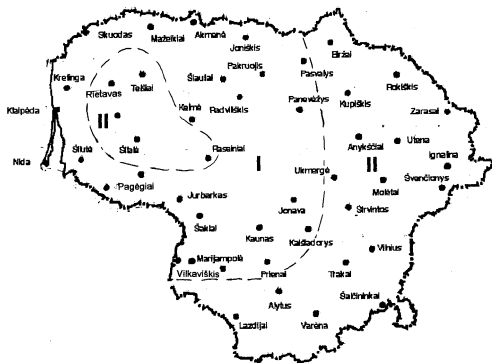 Skuodas
Mažeikiai
Akmenė
Joniškis
Biržai
Pakruojis
Pasvalys
Kretinga
Rietavas
Telšiai
Šiauliai
Rokiškis
Radviliškis
Panevėžys
Kupiškis
Zarasai
Klaipėda
Kelmė
II
Anykščiai
Utena
Šilutė
Šilalė
Raseiniai
I
II
Ignalina
Nida
Ukmergė
Molėtai
Švenčionys
Pagėgiai
Jurbarkas
Jonava
Širvintos
Šakiai
Kaunas
Kaišiadorys
Vilnius
Marijampolė
Vilkaviškis
Prienai
Trakai
Alytus
Šalčininkai
Lazdijai
Varėna